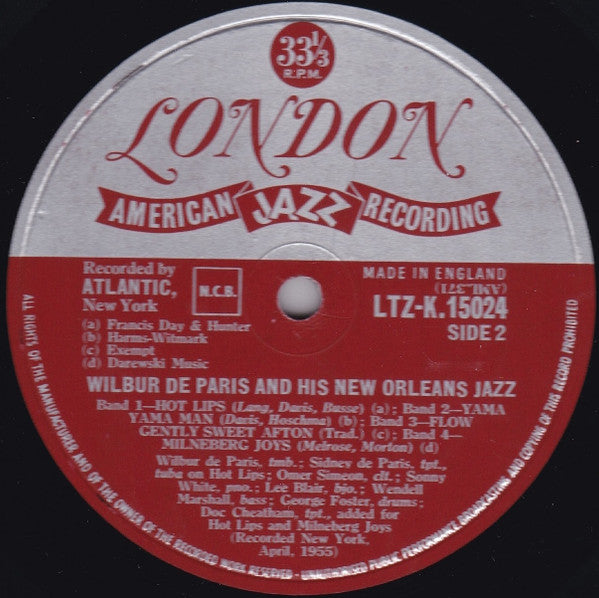 33⅓
R.P.M.
LONDON
AMERICAN JAZZ RECORDING
Recorded by
ATLANTIC,
New York
N.C.B.
MADE IN ENGLAND
LTZ-K.15024
SIDE 2
(a) Francis Day & Hunter
(b) Harms-Witmark
(c) Exempt
(d) Darewski Music
WILBUR DE PARIS AND HIS NEW ORLEANS JAZZ
Band 1—HOT LIPS (Lang, Davis, Busse) (a); Band 2—YAMA
YAMA MAN (Davis, Hoschma) (b); Band 3—FLOW
GENTLY SWEET AFTON (Trad.) (c); Band 4—
MILNEBERG JOYS (Melrose, Morton) (d)
Wilbur de Paris, tmb.; Sidney de Paris, tpt.,
tuba on Hot Lips; Omer Simeon, clt.; Sonny
White, pno.; Lee Blair, bjo.; Wendell
Marshall, bass; George Foster, drums;
Doc Cheatham, tpt., added for
Hot Lips and Milneberg Joys
(Recorded New York,
April, 1955)
ALL RIGHTS OF THE MANUFACTURER AND OF THE OWNER OF THE RECORDED WORK RESERVED - UNAUTHORISED PUBLIC PERFORMANCE BROADCASTING AND COPYING OF THIS RECORD PROHIBITED